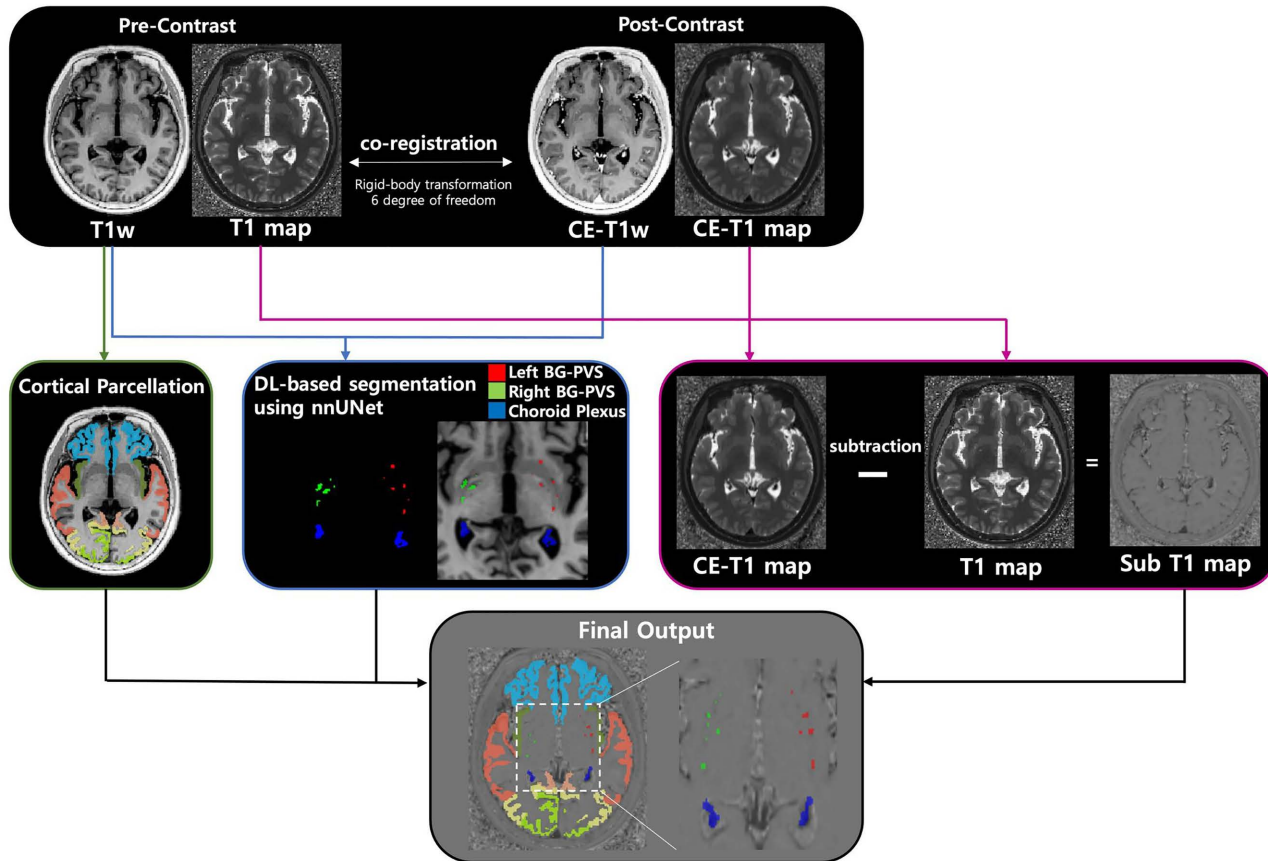 Pre-Contrast
Post-Contrast
co-registration
Rigid-body transformation
6 degree of freedom
T1w
T1 map
CE-T1w
CE-T1 map
Cortical Parcellation
DL-based segmentation
using nnUNet
Left BG-PVS
Right BG-PVS
Choroid Plexus
subtraction
=
CE-T1 map
T1 map
Sub T1 map
Final Output